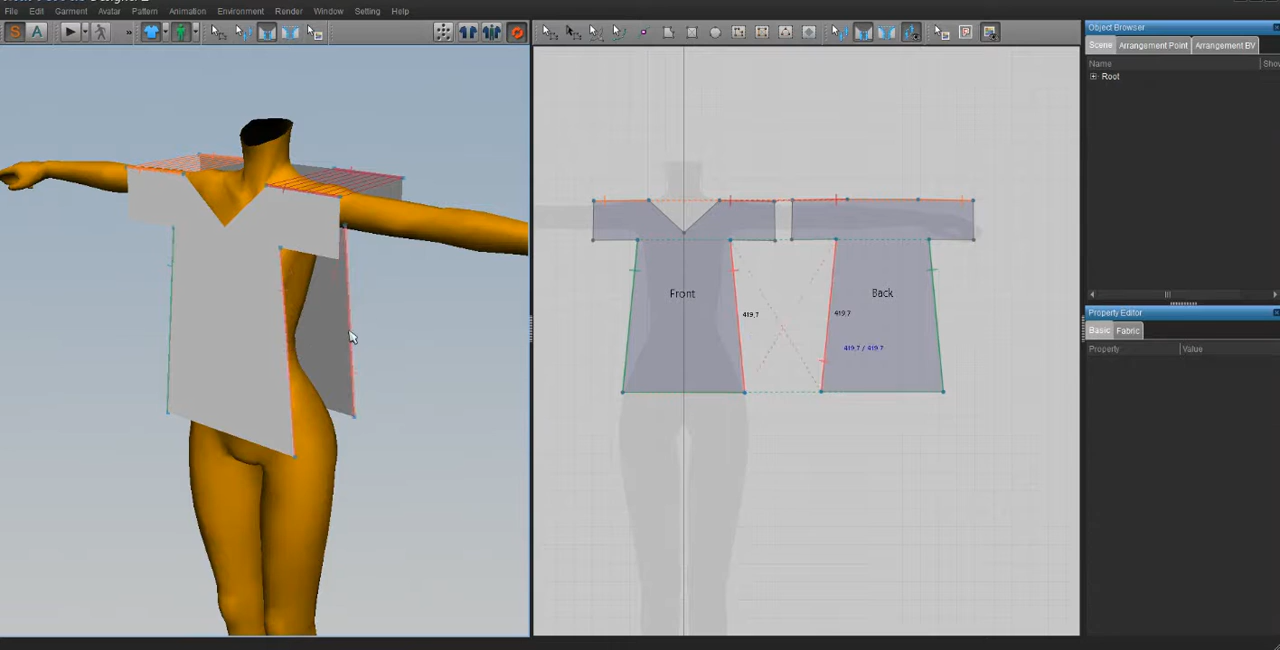 File Edit Garment Avatar Pattern Animation Environment Render Window Setting Help
S A
Object Browser
Scene Arrangement Point Arrangement BV
Name Sho
Root
Front
Back
419.7
419.7
419.7 / 419.7
Property Editor
Basic Fabric
Property Value